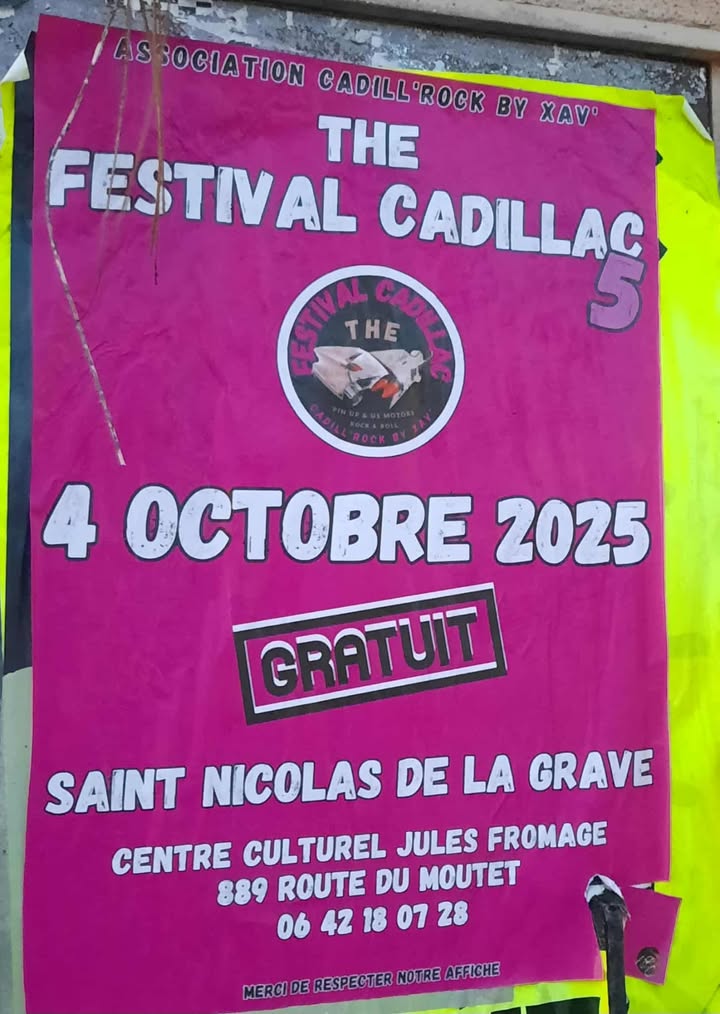 ASSOCIATION CADILL'ROCK BY XAV'
THE
FESTIVAL CADILLAC
5
FESTIVAL CADILLAC
THE
PIN UP & US MOTORS
ROCK & ROLL
CADILL'ROCK BY XAV'
4 OCTOBRE 2025
GRATUIT
SAINT NICOLAS DE LA GRAVE
CENTRE CULTUREL JULES FROMAGE
889 ROUTE DU MOUTET
06 42 18 07 28
MERCI DE RESPECTER NOTRE AFFICHE